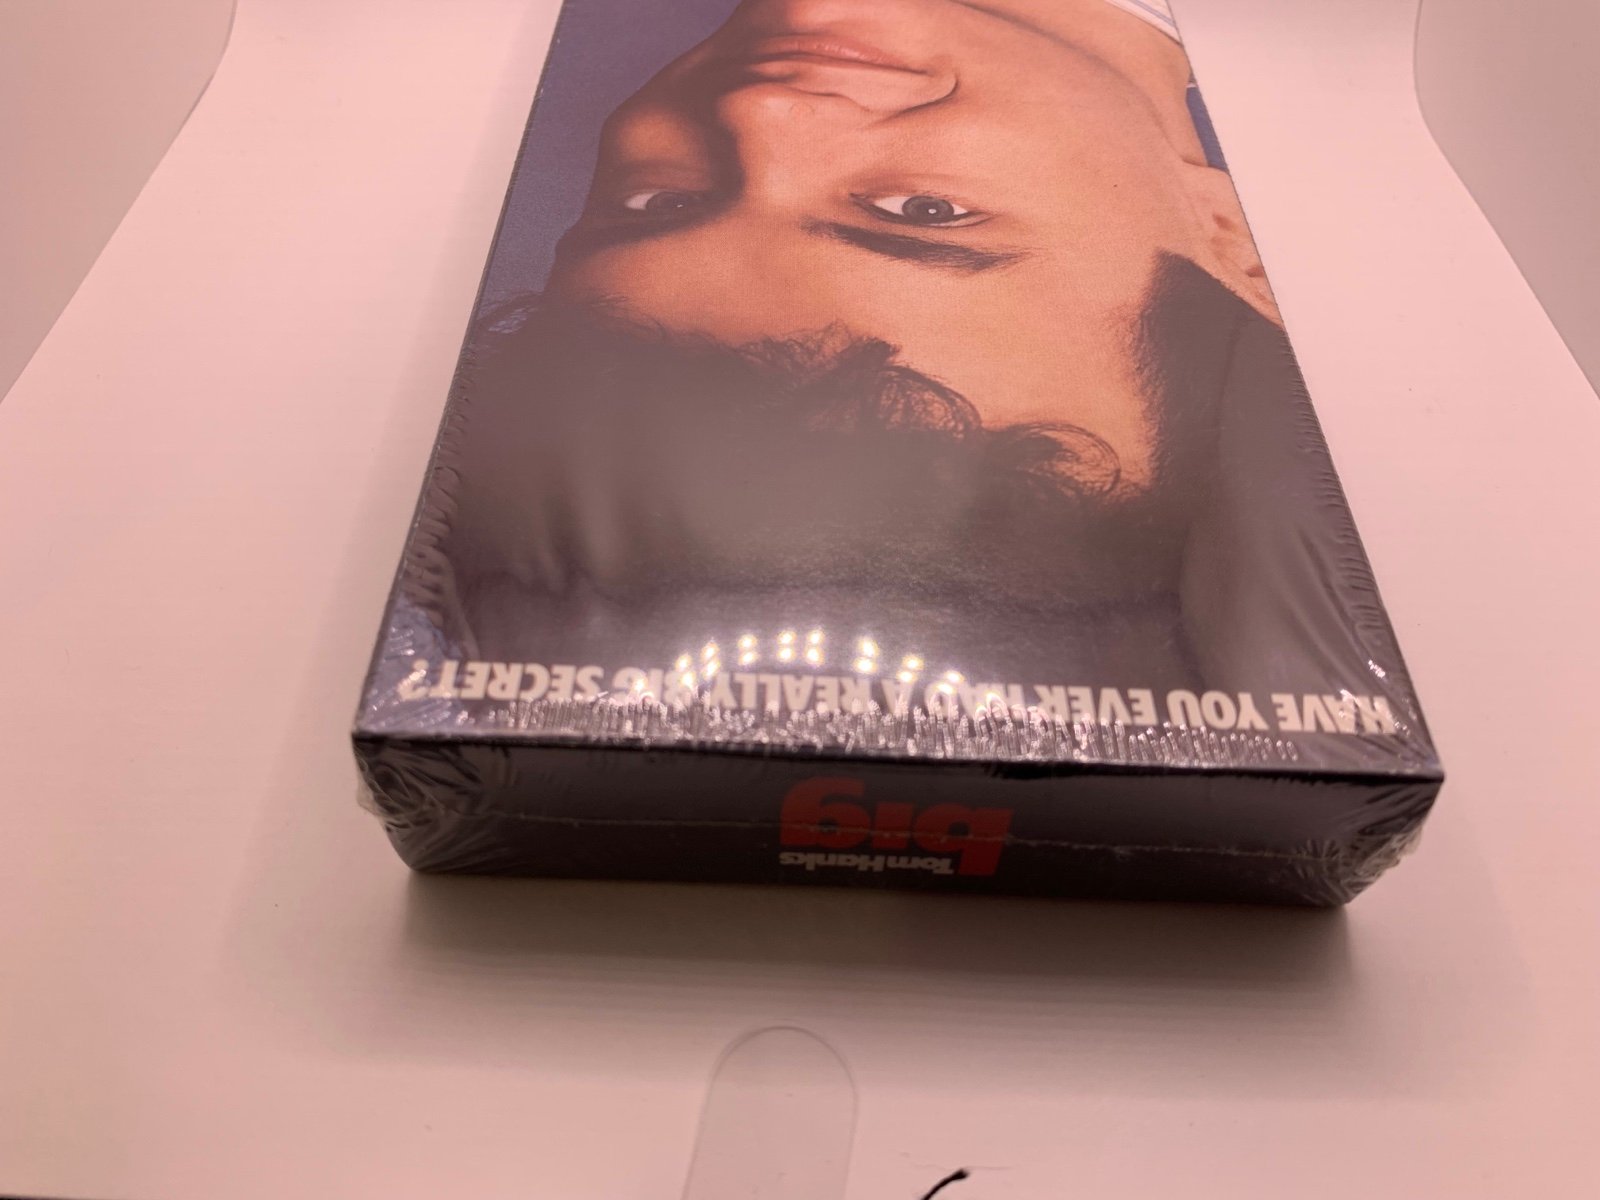 HAVE YOU EVER HAD A REALLY BIG SECRET?
Tom Hanks
big